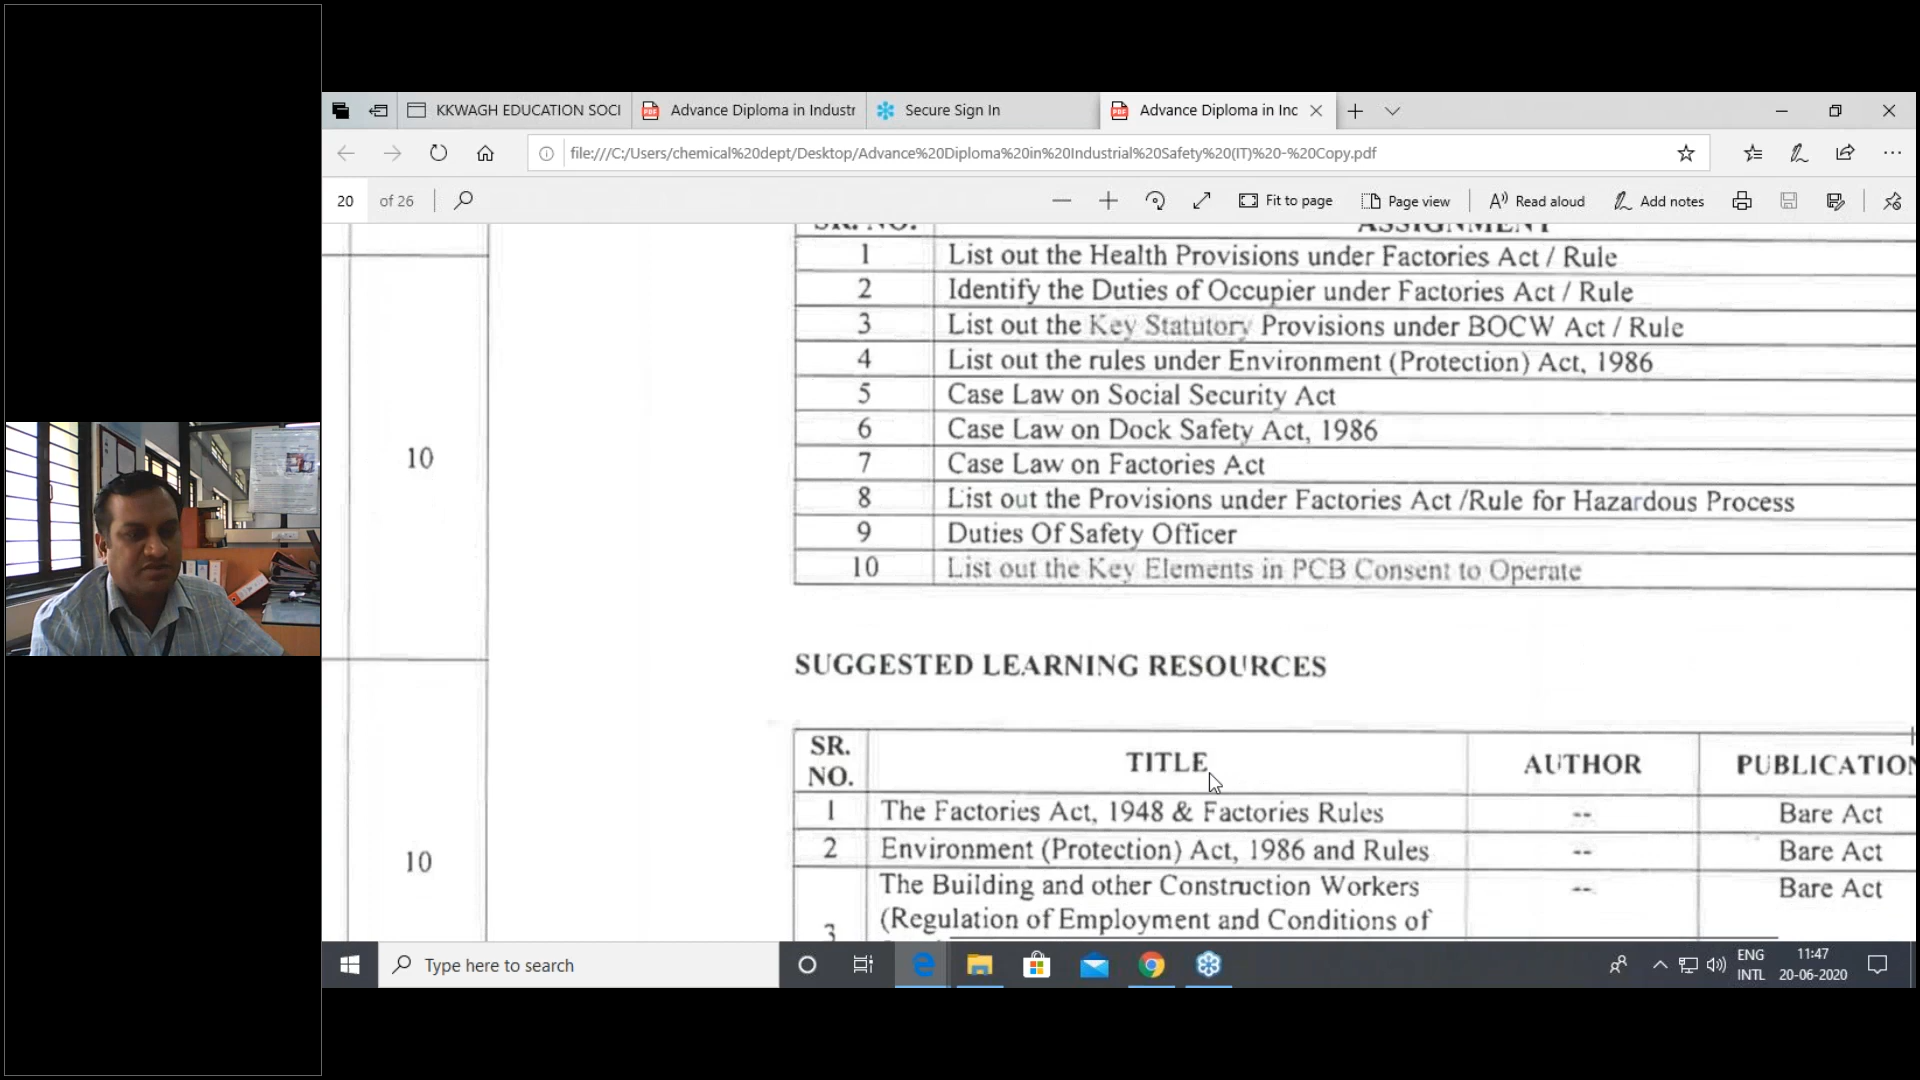 KKWAGH EDUCATION SOCI
Advance Diploma in Industr
Secure Sign In
Advance Diploma in Inc
file:///C:/Users/chemical%20dept/Desktop/Advance%20Diploma%20in%20Industrial%20Safety%20(IT)%20-%20Copy.pdf
20 of 26
Fit to page
Page view
Read aloud
Add notes
SR. NO. ASSIGNMENT
1 List out the Health Provisions under Factories Act / Rule
2 Identify the Duties of Occupier under Factories Act / Rule
3 List out the Key Statutory Provisions under BOCW Act / Rule
4 List out the rules under Environment (Protection) Act, 1986
5 Case Law on Social Security Act
6 Case Law on Dock Safety Act, 1986
7 Case Law on Factories Act
8 List out the Provisions under Factories Act /Rule for Hazardous Process
9 Duties Of Safety Officer
10 List out the Key Elements in PCB Consent to Operate
10
10
SUGGESTED LEARNING RESOURCES
SR. NO. TITLE AUTHOR PUBLICATION
1 The Factories Act, 1948 & Factories Rules -- Bare Act
2 Environment (Protection) Act, 1986 and Rules -- Bare Act
3 The Building and other Construction Workers -- Bare Act
(Regulation of Employment and Conditions of
Type here to search
ENG
INTL
11:47
20-06-2020